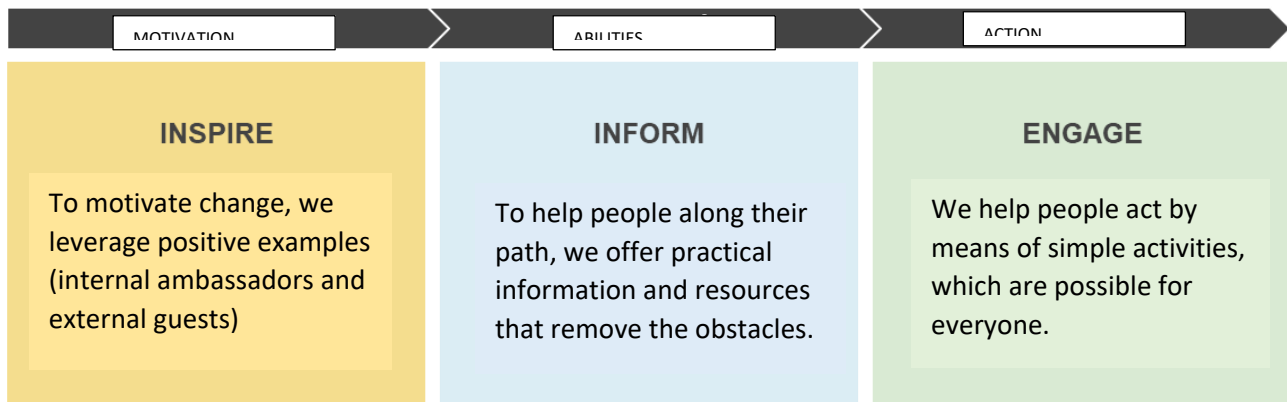 MOTIVATION
ABILITIES
ACTION
INSPIRE
To motivate change, we
leverage positive examples
(internal ambassadors and
external guests)
INFORM
To help people along their
path, we offer practical
information and resources
that remove the obstacles.
ENGAGE
We help people act by
means of simple activities,
which are possible for
everyone.